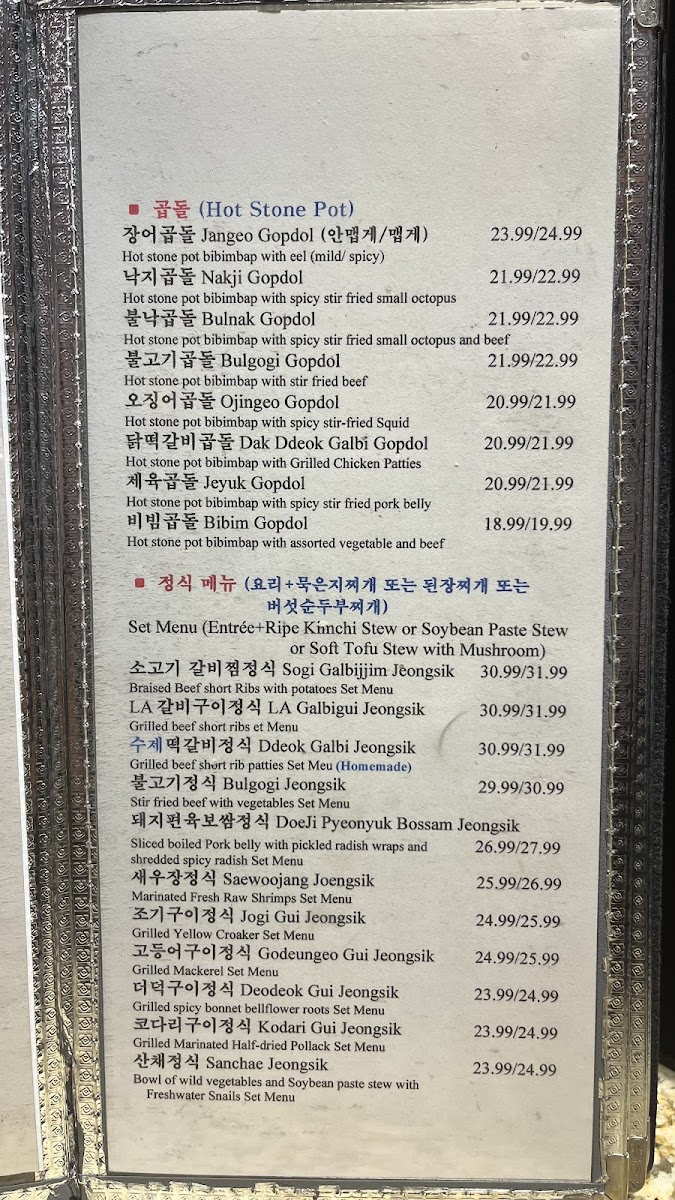 곱돌 (Hot Stone Pot)
장어곱돌 Jangeo Gopdol (안맵게/맵게) 23.99/24.99
Hot stone pot bibimbap with eel (mild/ spicy)
낙지곱돌 Nakji Gopdol 21.99/22.99
Hot stone pot bibimbap with spicy stir fried small octopus
불낙곱돌 Bulnak Gopdol 21.99/22.99
Hot stone pot bibimbap with spicy stir fried small octopus and beef
불고기곱돌 Bulgogi Gopdol 21.99/22.99
Hot stone pot bibimbap with stir fried beef
오징어곱돌 Ojingeo Gopdol 20.99/21.99
Hot stone pot bibimbap with spicy stir-fried Squid
닭떡갈비곱돌 Dak Ddeok Galbi Gopdol 20.99/21.99
Hot stone pot bibimbap with Grilled Chicken Patties
제육곱돌 Jeyuk Gopdol 20.99/21.99
Hot stone pot bibimbap with spicy stir fried pork belly
비빔곱돌 Bibim Gopdol 18.99/19.99
Hot stone pot bibimbap with assorted vegetable and beef
정식 메뉴 (요리+묵은지찌개 또는 된장찌개 또는
버섯순두부찌개)
Set Menu (Entrée+Ripe Kimchi Stew or Soybean Paste Stew
or Soft Tofu Stew with Mushroom)
소고기 갈비찜정식 Sogi Galbijjim Jeongsik 30.99/31.99
Braised Beef short Ribs with potatoes Set Menu
LA 갈비구이정식 LA Galbigui Jeongsik 30.99/31.99
Grilled beef short ribs et Menu
수제떡갈비정식 Ddeok Galbi Jeongsik 30.99/31.99
Grilled beef short rib patties Set Meu (Homemade)
불고기정식 Bulgogi Jeongsik 29.99/30.99
Stir fried beef with vegetables Set Menu
돼지편육보쌈정식 DoeJi Pyeonyuk Bossam Jeongsik
Sliced boiled Pork belly with pickled radish wraps and 26.99/27.99
shredded spicy radish Set Menu
새우장정식 Saewoojang Joengsik 25.99/26.99
Marinated Fresh Raw Shrimps Set Menu
조기구이정식 Jogi Gui Jeongsik 24.99/25.99
Grilled Yellow Croaker Set Menu
고등어구이정식 Godeungeo Gui Jeongsik 24.99/25.99
Grilled Mackerel Set Menu
더덕구이정식 Deodeok Gui Jeongsik 23.99/24.99
Grilled spicy bonnet bellflower roots Set Menu
코다리구이정식 Kodari Gui Jeongsik 23.99/24.99
Grilled Marinated Half-dried Pollack Set Menu
산채정식 Sanchae Jeongsik 23.99/24.99
Bowl of wild vegetables and Soybean paste stew with
Freshwater Snails Set Menu